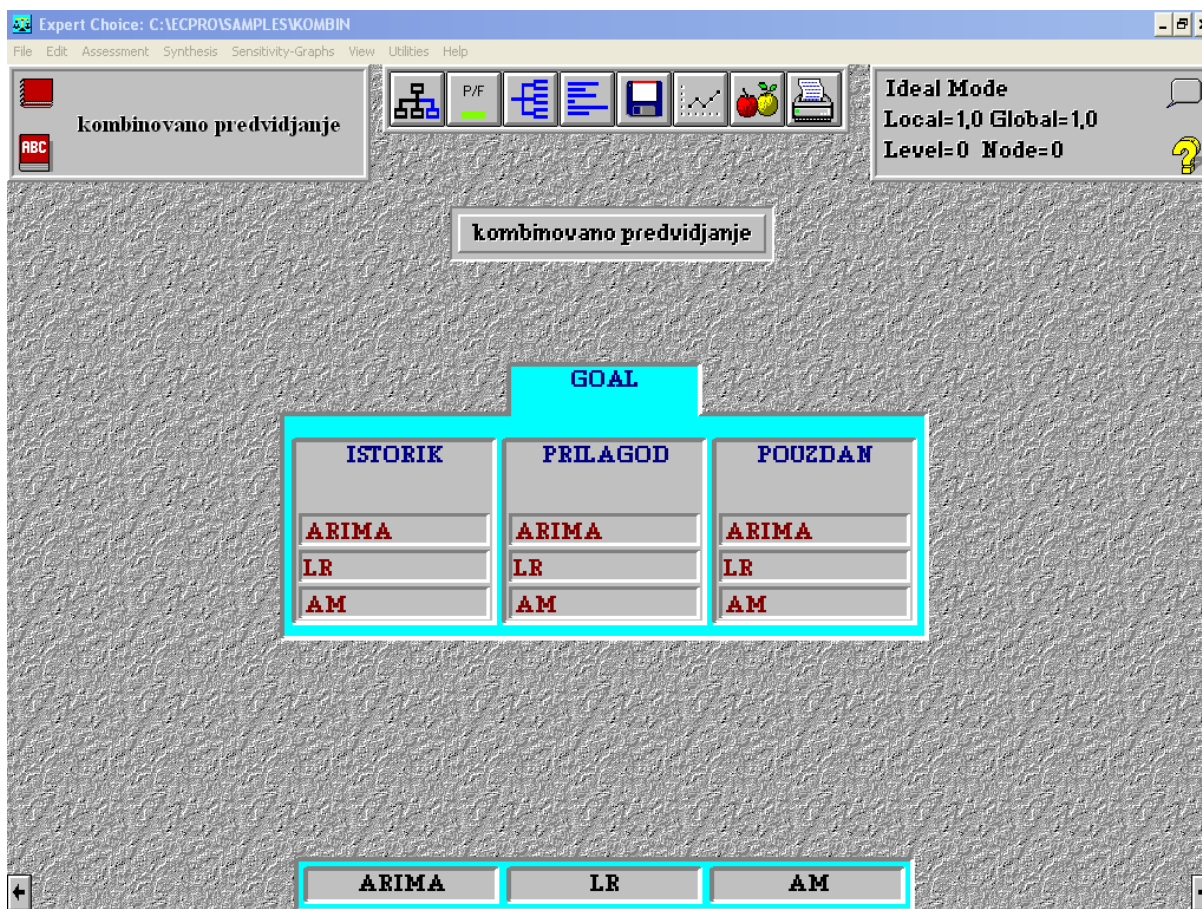 Expert Choice: C:\ECPRO\SAMPLES\KOMBIN
File Edit Assessment Synthesis Sensitivity-Graphs View Utilities Help
kombinovano predvidjanje
ABC
P/F
Ideal Mode
Local=1,0 Global=1,0
Level=0 Node=0
kombinovano predvidjanje
GOAL
ISTORIK PRILAGOD POUZDAN
ARIMA ARIMA ARIMA
LR LR LR
AM AM AM
ARIMA LR AM